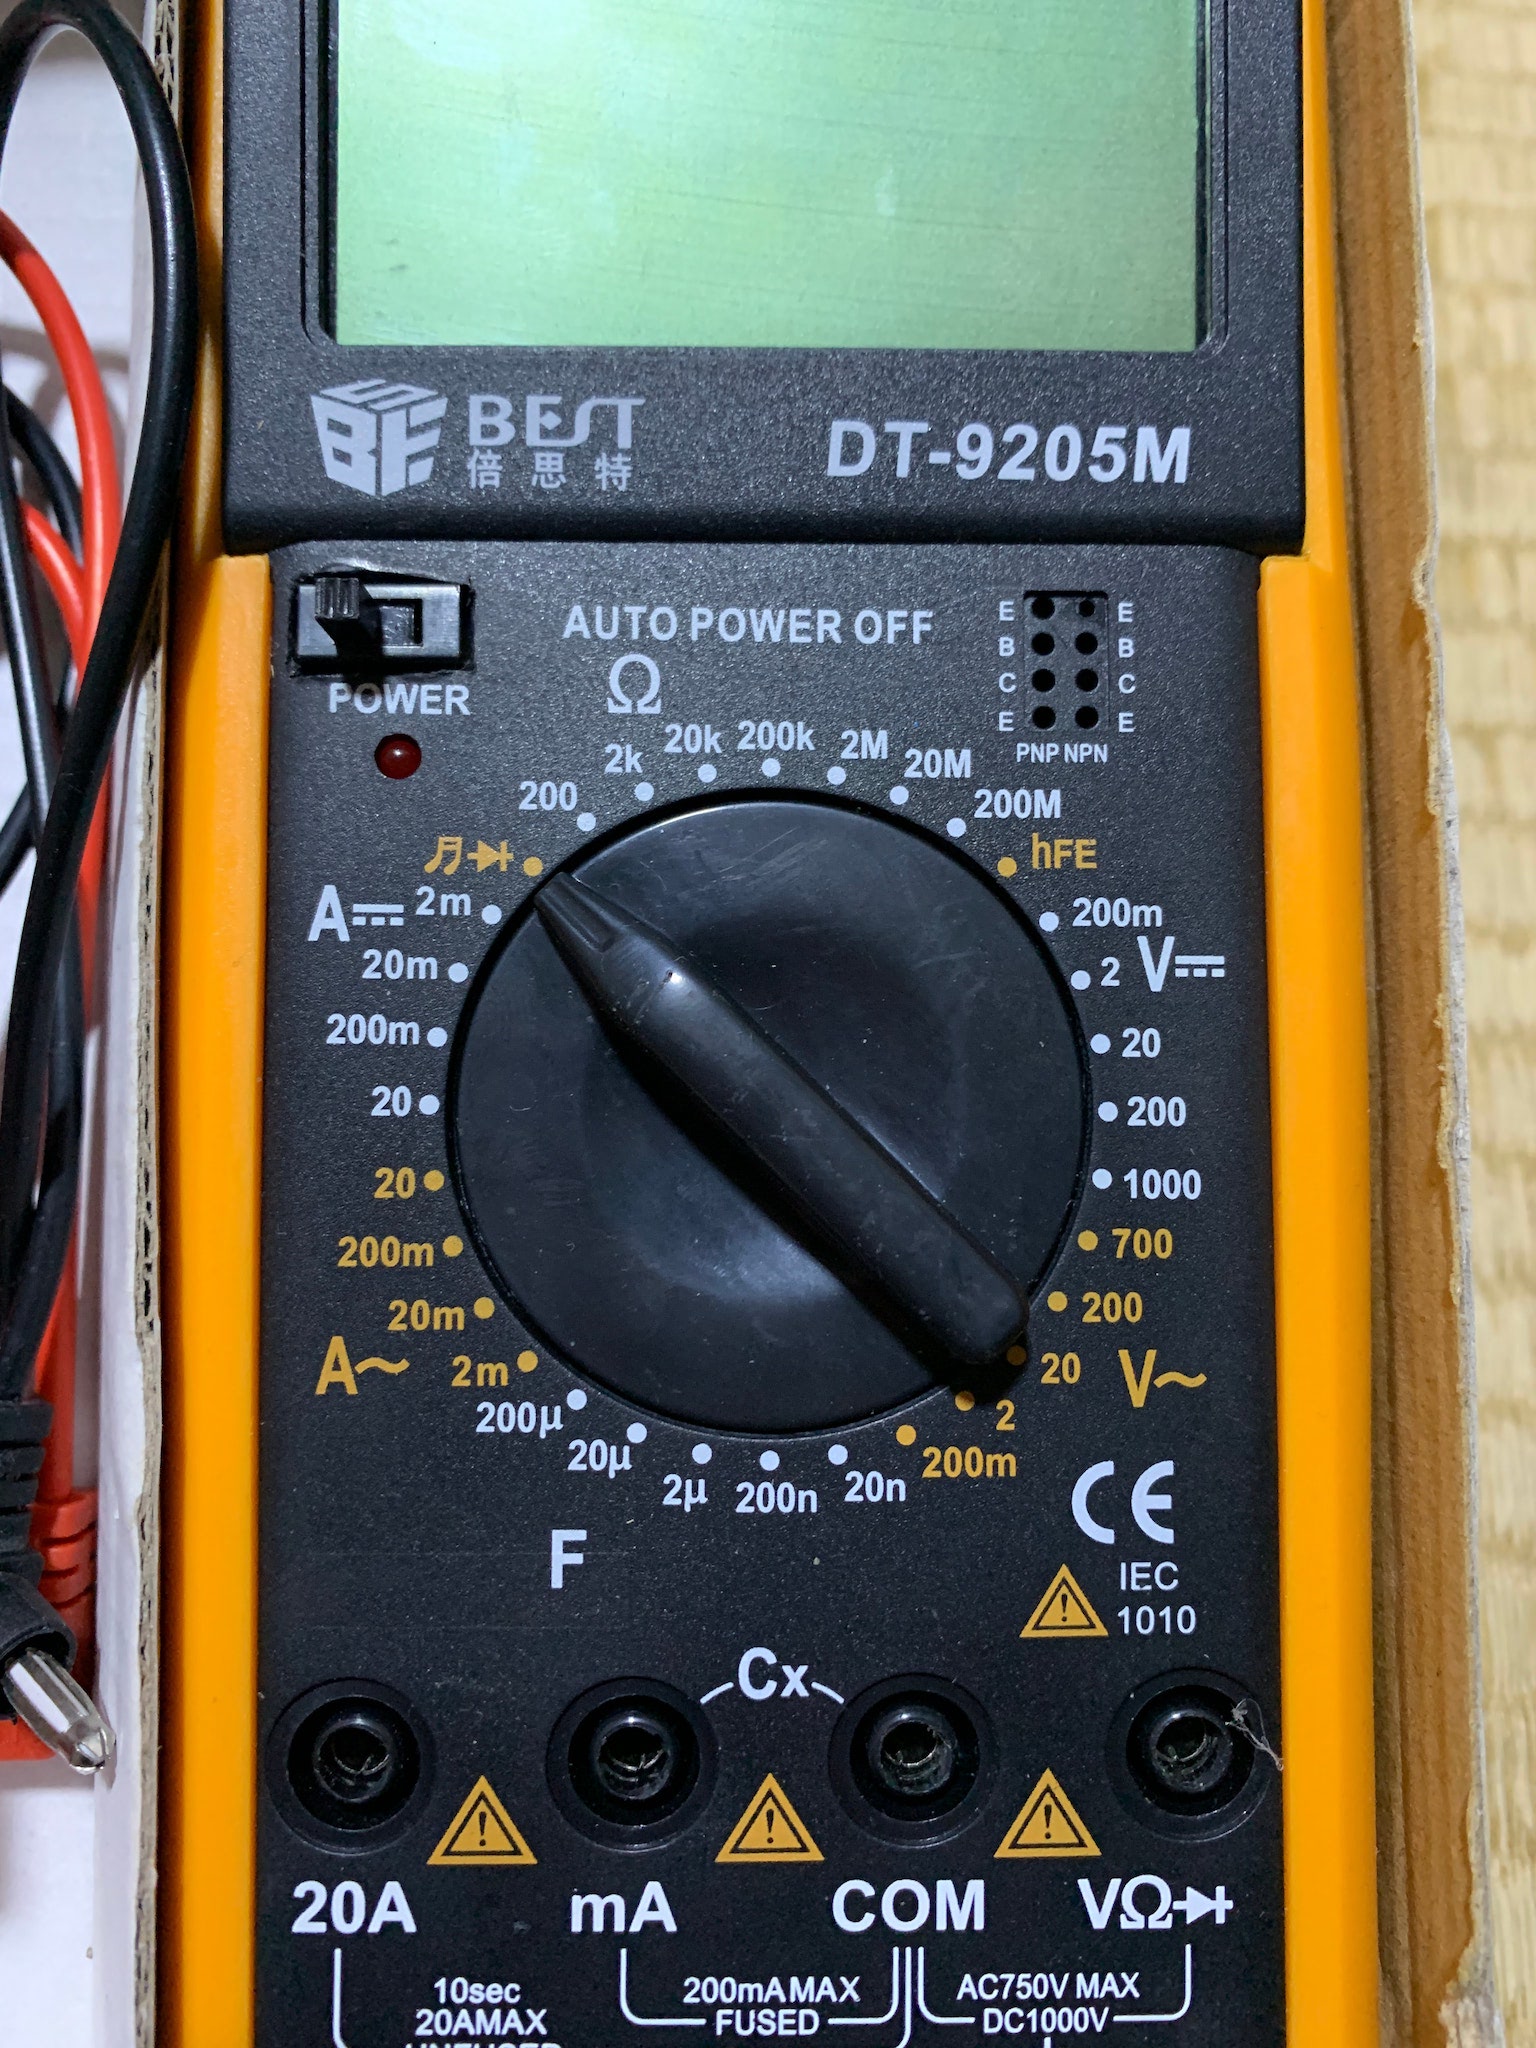 BEST
倍思特
DT-9205M
AUTO POWER OFF
POWER
Ω
E E
B B
C C
E E
PNP NPN
200
2k
20k
200k
2M
20M
200M
hFE
A 2m
20m
200m
20
20
200m
20m
2m
A~
200m
2
V
20
200
1000
700
200
20
V~
2
200m
200µ
20µ
2µ
200n
20n
F
CE
IEC
1010
Cx
20A
mA
COM
VΩ
10sec
20AMAX
UNFUSED
200mA MAX
FUSED
AC750V MAX
DC1000V